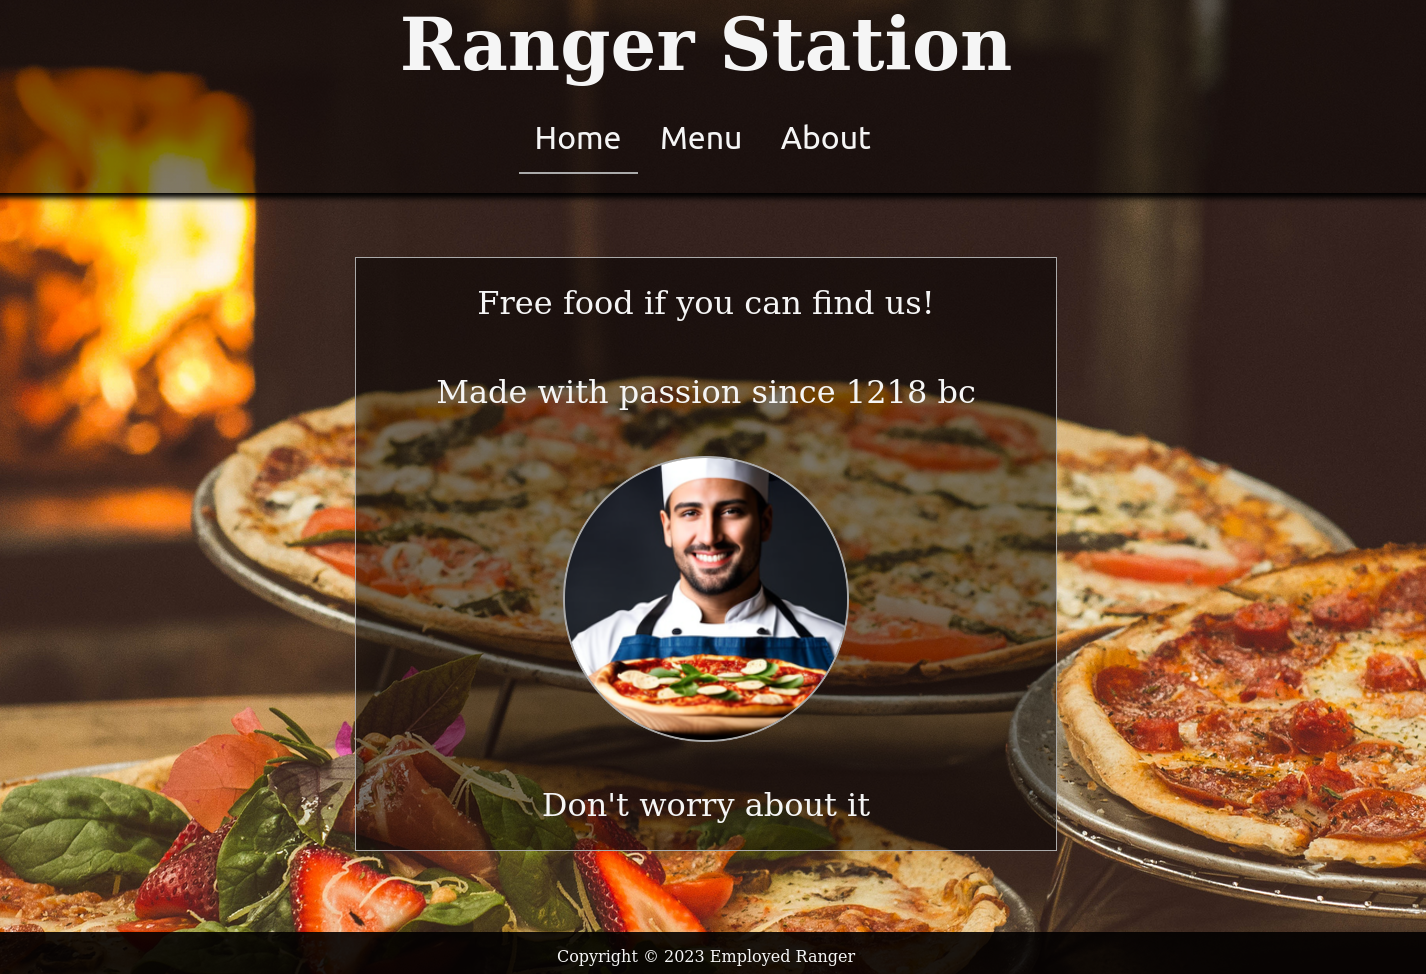 Ranger Station
Home Menu About
Free food if you can find us!
Made with passion since 1218 bc
Don't worry about it
Copyright © 2023 Employed Ranger